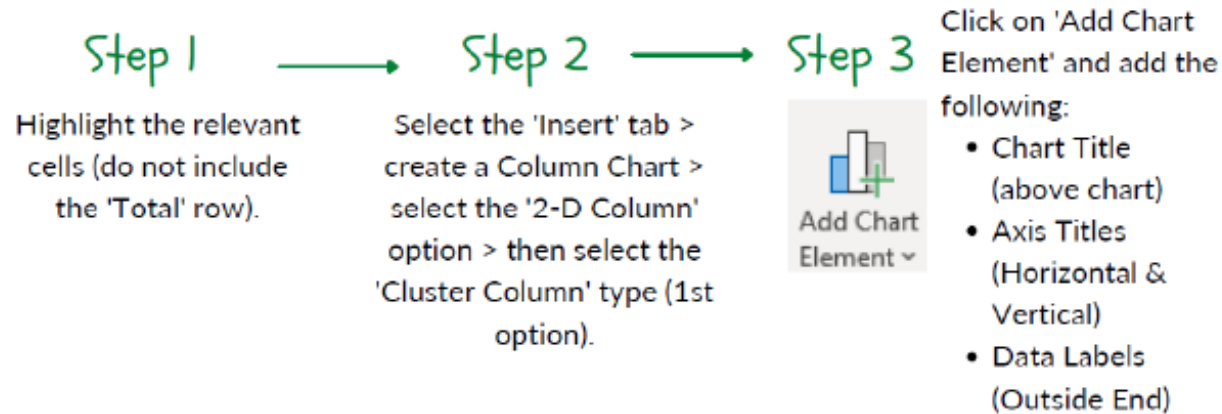 Step 1
Highlight the relevant
cells (do not include
the 'Total' row).
Step 2
Select the 'Insert' tab >
create a Column Chart >
select the '2-D Column'
option > then select the
'Cluster Column' type (1st
option).
Step 3
Add Chart
Element
Click on 'Add Chart
Element' and add the
following:
• Chart Title
(above chart)
• Axis Titles
(Horizontal &
Vertical)
• Data Labels
(Outside End)